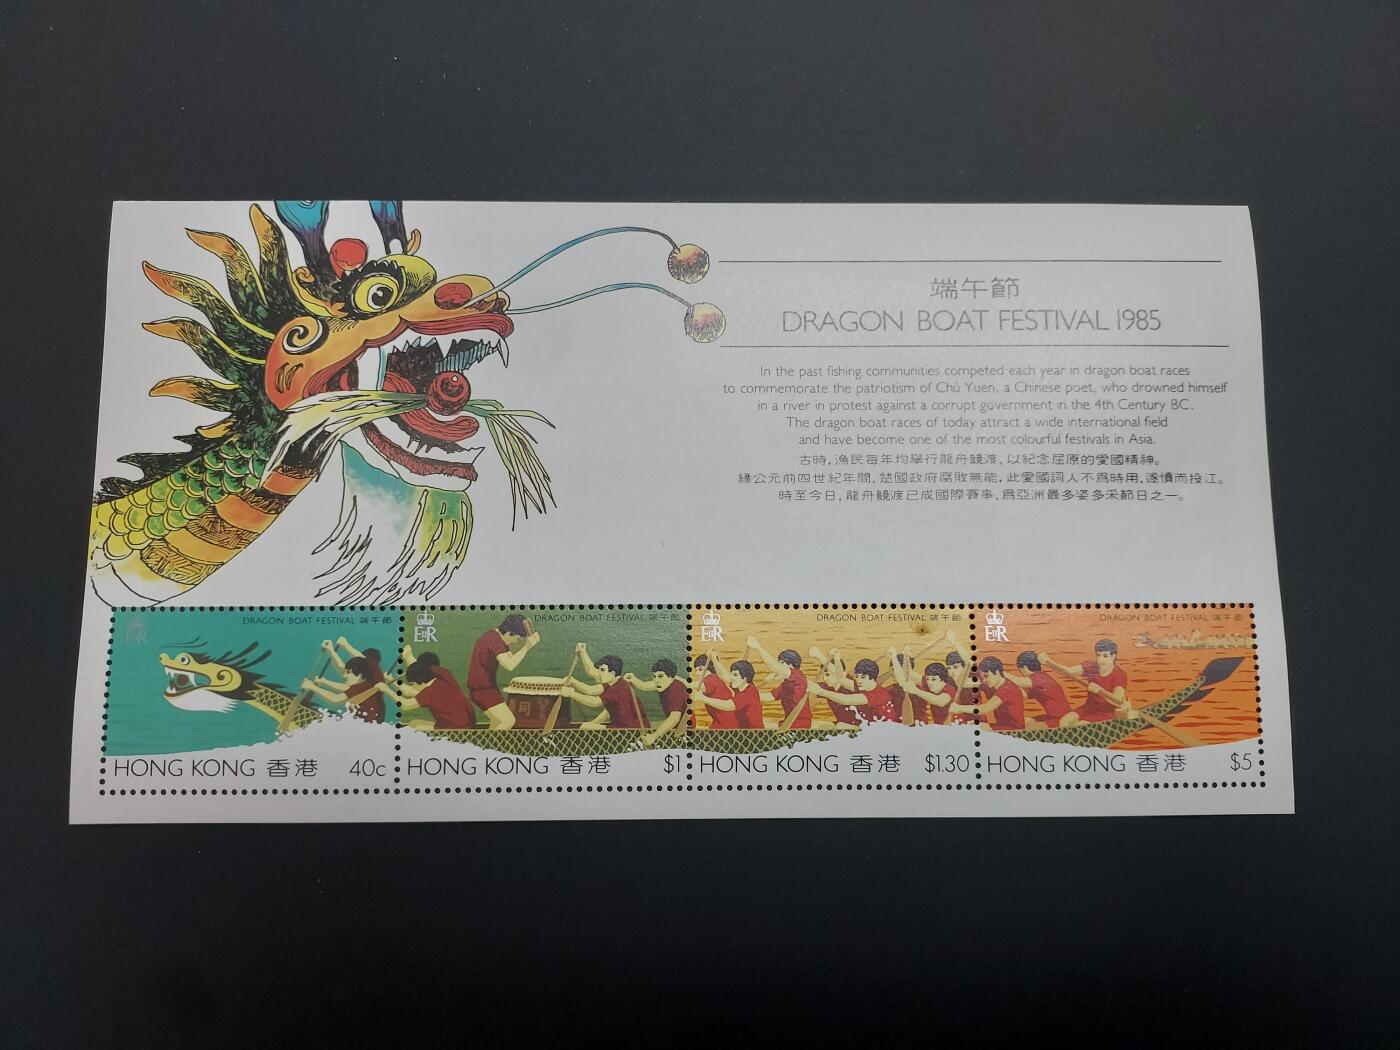 端午節
DRAGON BOAT FESTIVAL 1985
In the past fishing communities competed each year in dragon boat races
to commemorate the patriotism of Chü Yuen, a Chinese poet, who drowned himself
in a river in protest against a corrupt government in the 4th Century BC.
The dragon boat races of today attract a wide international field
and have become one of the most colourful festivals in Asia.
古時，漁民每年均舉行龍舟競渡，以紀念屈原的愛國精神。
緣公元前四世紀年間，楚國政府腐敗無能，此愛國詞人不爲時用，遂憤而投江。
時至今日，龍舟競渡已成國際賽事，爲亞洲最多姿多采節日之一。
EIIR
DRAGON BOAT FESTIVAL 端午節
HONG KONG 香港 40c
EIIR
DRAGON BOAT FESTIVAL 端午節
同
HONG KONG 香港 $1
EIIR
DRAGON BOAT FESTIVAL 端午節
HONG KONG 香港 $1.30
EIIR
DRAGON BOAT FESTIVAL 端午節
HONG KONG 香港 $5